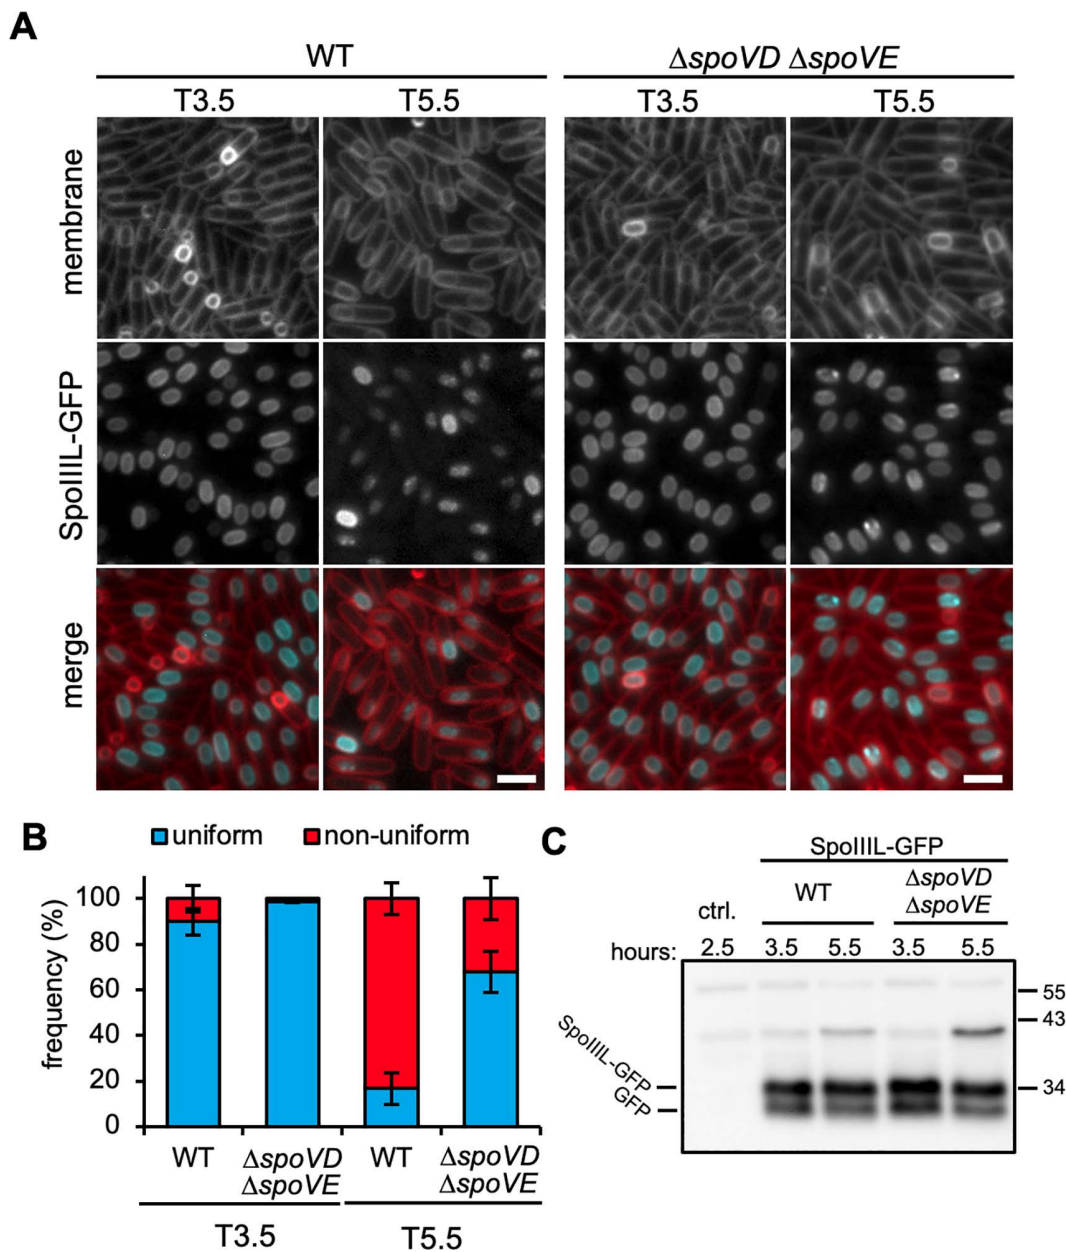 A
WT
ΔspoVD ΔspoVE
T3.5
T5.5
T3.5
T5.5
membrane
SpoIIIL-GFP
merge
B
uniform
non-uniform
frequency (%)
100
80
60
40
20
0
WT
ΔspoVD
ΔspoVE
WT
ΔspoVD
ΔspoVE
T3.5
T5.5
C
SpoIIIL-GFP
ctrl.
WT
ΔspoVD
ΔspoVE
hours:
2.5
3.5
5.5
3.5
5.5
55
43
34
SpoIIIL-GFP
GFP